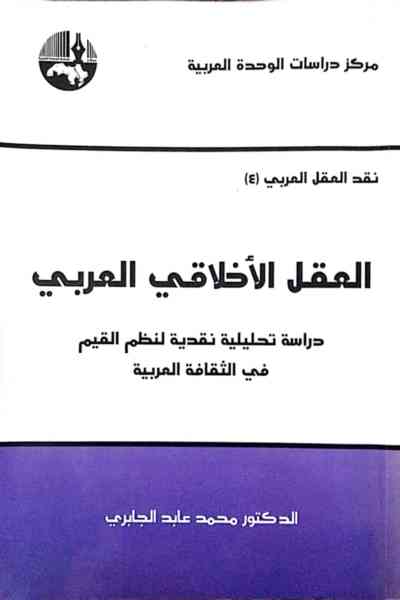 مركز دراسات الوحدة العربية
نقد العقل العربي (٤)
العقل الأخلاقي العربي
دراسة تحليلية نقدية لنظم القيم
في الثقافة العربية
الدكتور محمد عابد الجابري